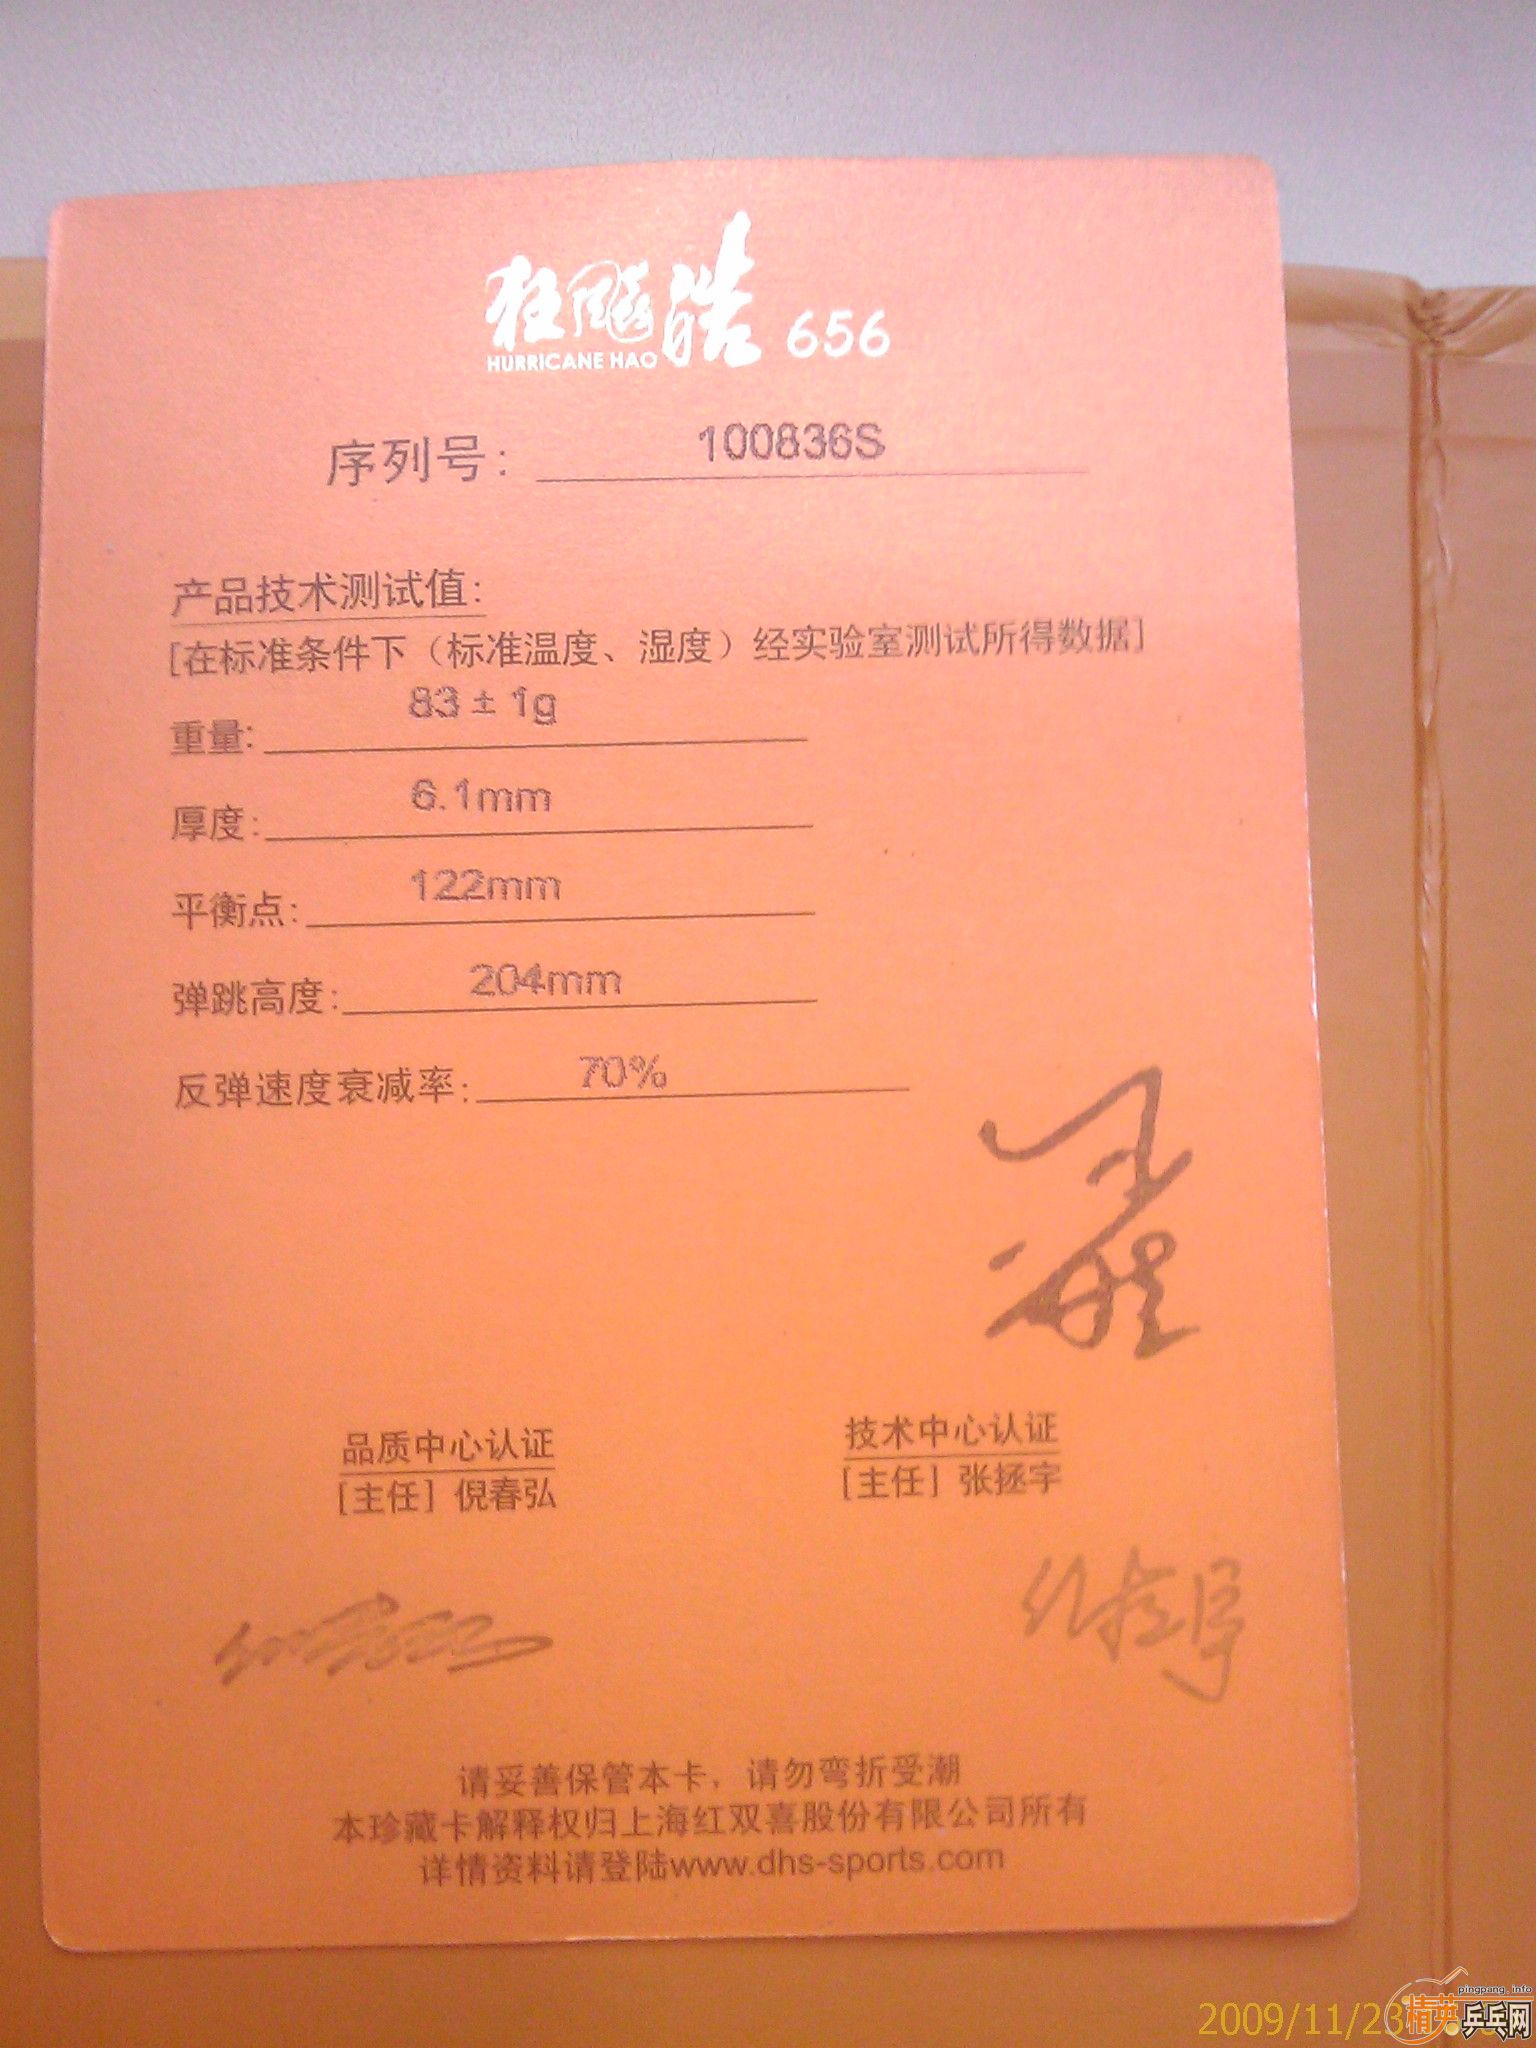 狂飚浩 656
HURRICANE HAO
序列号: 100836S
产品技术测试值:
[在标准条件下（标准温度、湿度）经实验室测试所得数据]
重量: 83±1g
厚度: 6.1mm
平衡点: 122mm
弹跳高度: 204mm
反弹速度衰减率: 70%
品质中心认证
[主任] 倪春弘
技术中心认证
[主任] 张拯宇
请妥善保管本卡，请勿弯折受潮
本珍藏卡解释权归上海红双喜股份有限公司所有
详情资料请登陆www.dhs-sports.com
2009/11/23
pingpang.info
精英乒乓网